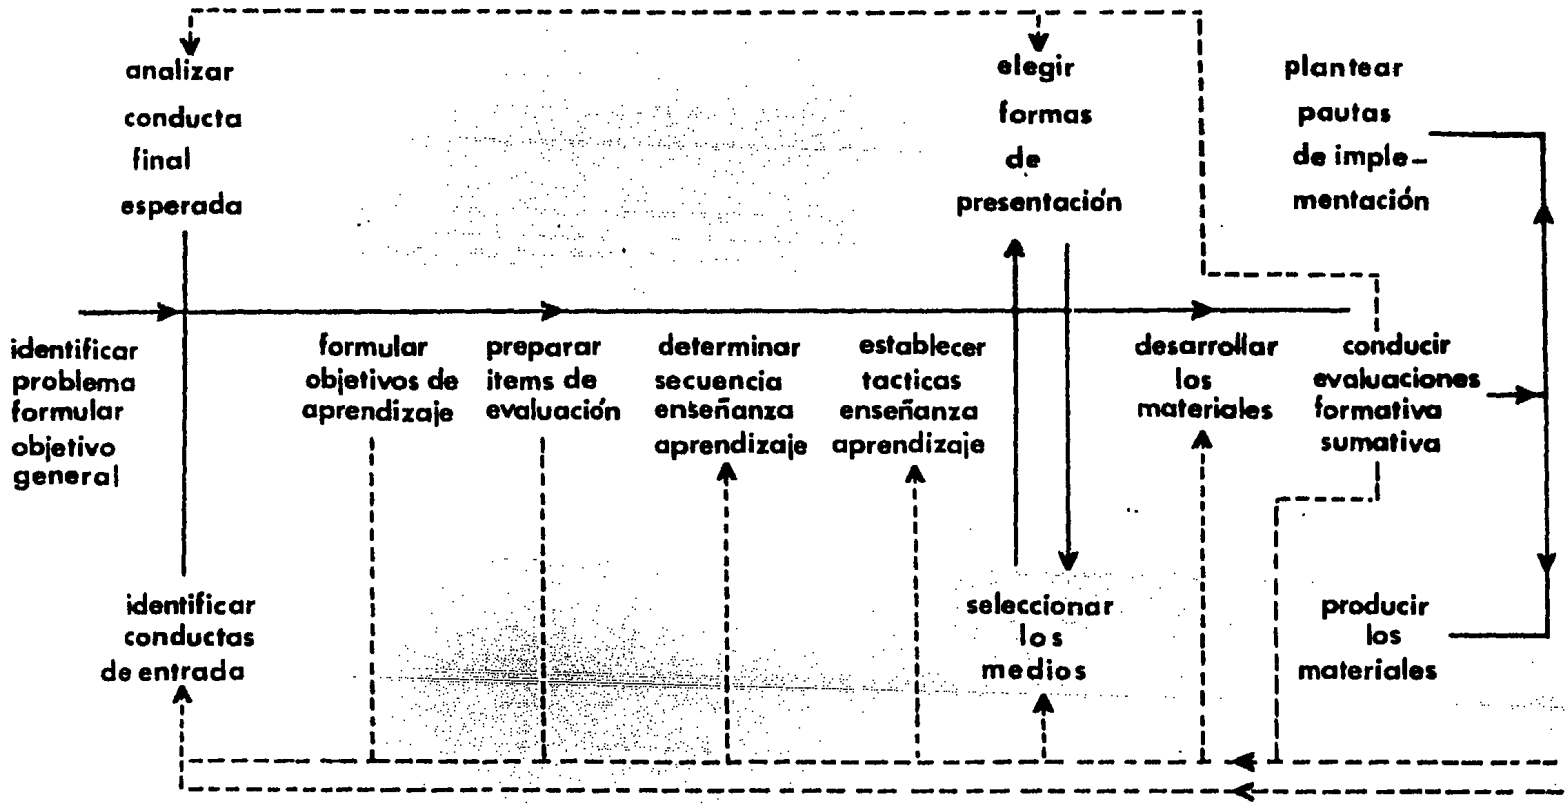 analizar
conducta
final
esperada
elegir
formas
de
presentación
plantear
pautas
de imple-
mentación
identificar
problema
formular
objetivo
general
formular
objetivos de
aprendizaje
preparar
items de
evaluación
determinar
secuencia
enseñanza
aprendizaje
establecer
tacticas
enseñanza
aprendizaje
desarrollar
los
materiales
conducir
evaluaciones
formativa
sumativa
identificar
conductas
de entrada
seleccionar
los
medios
producir
los
materiales